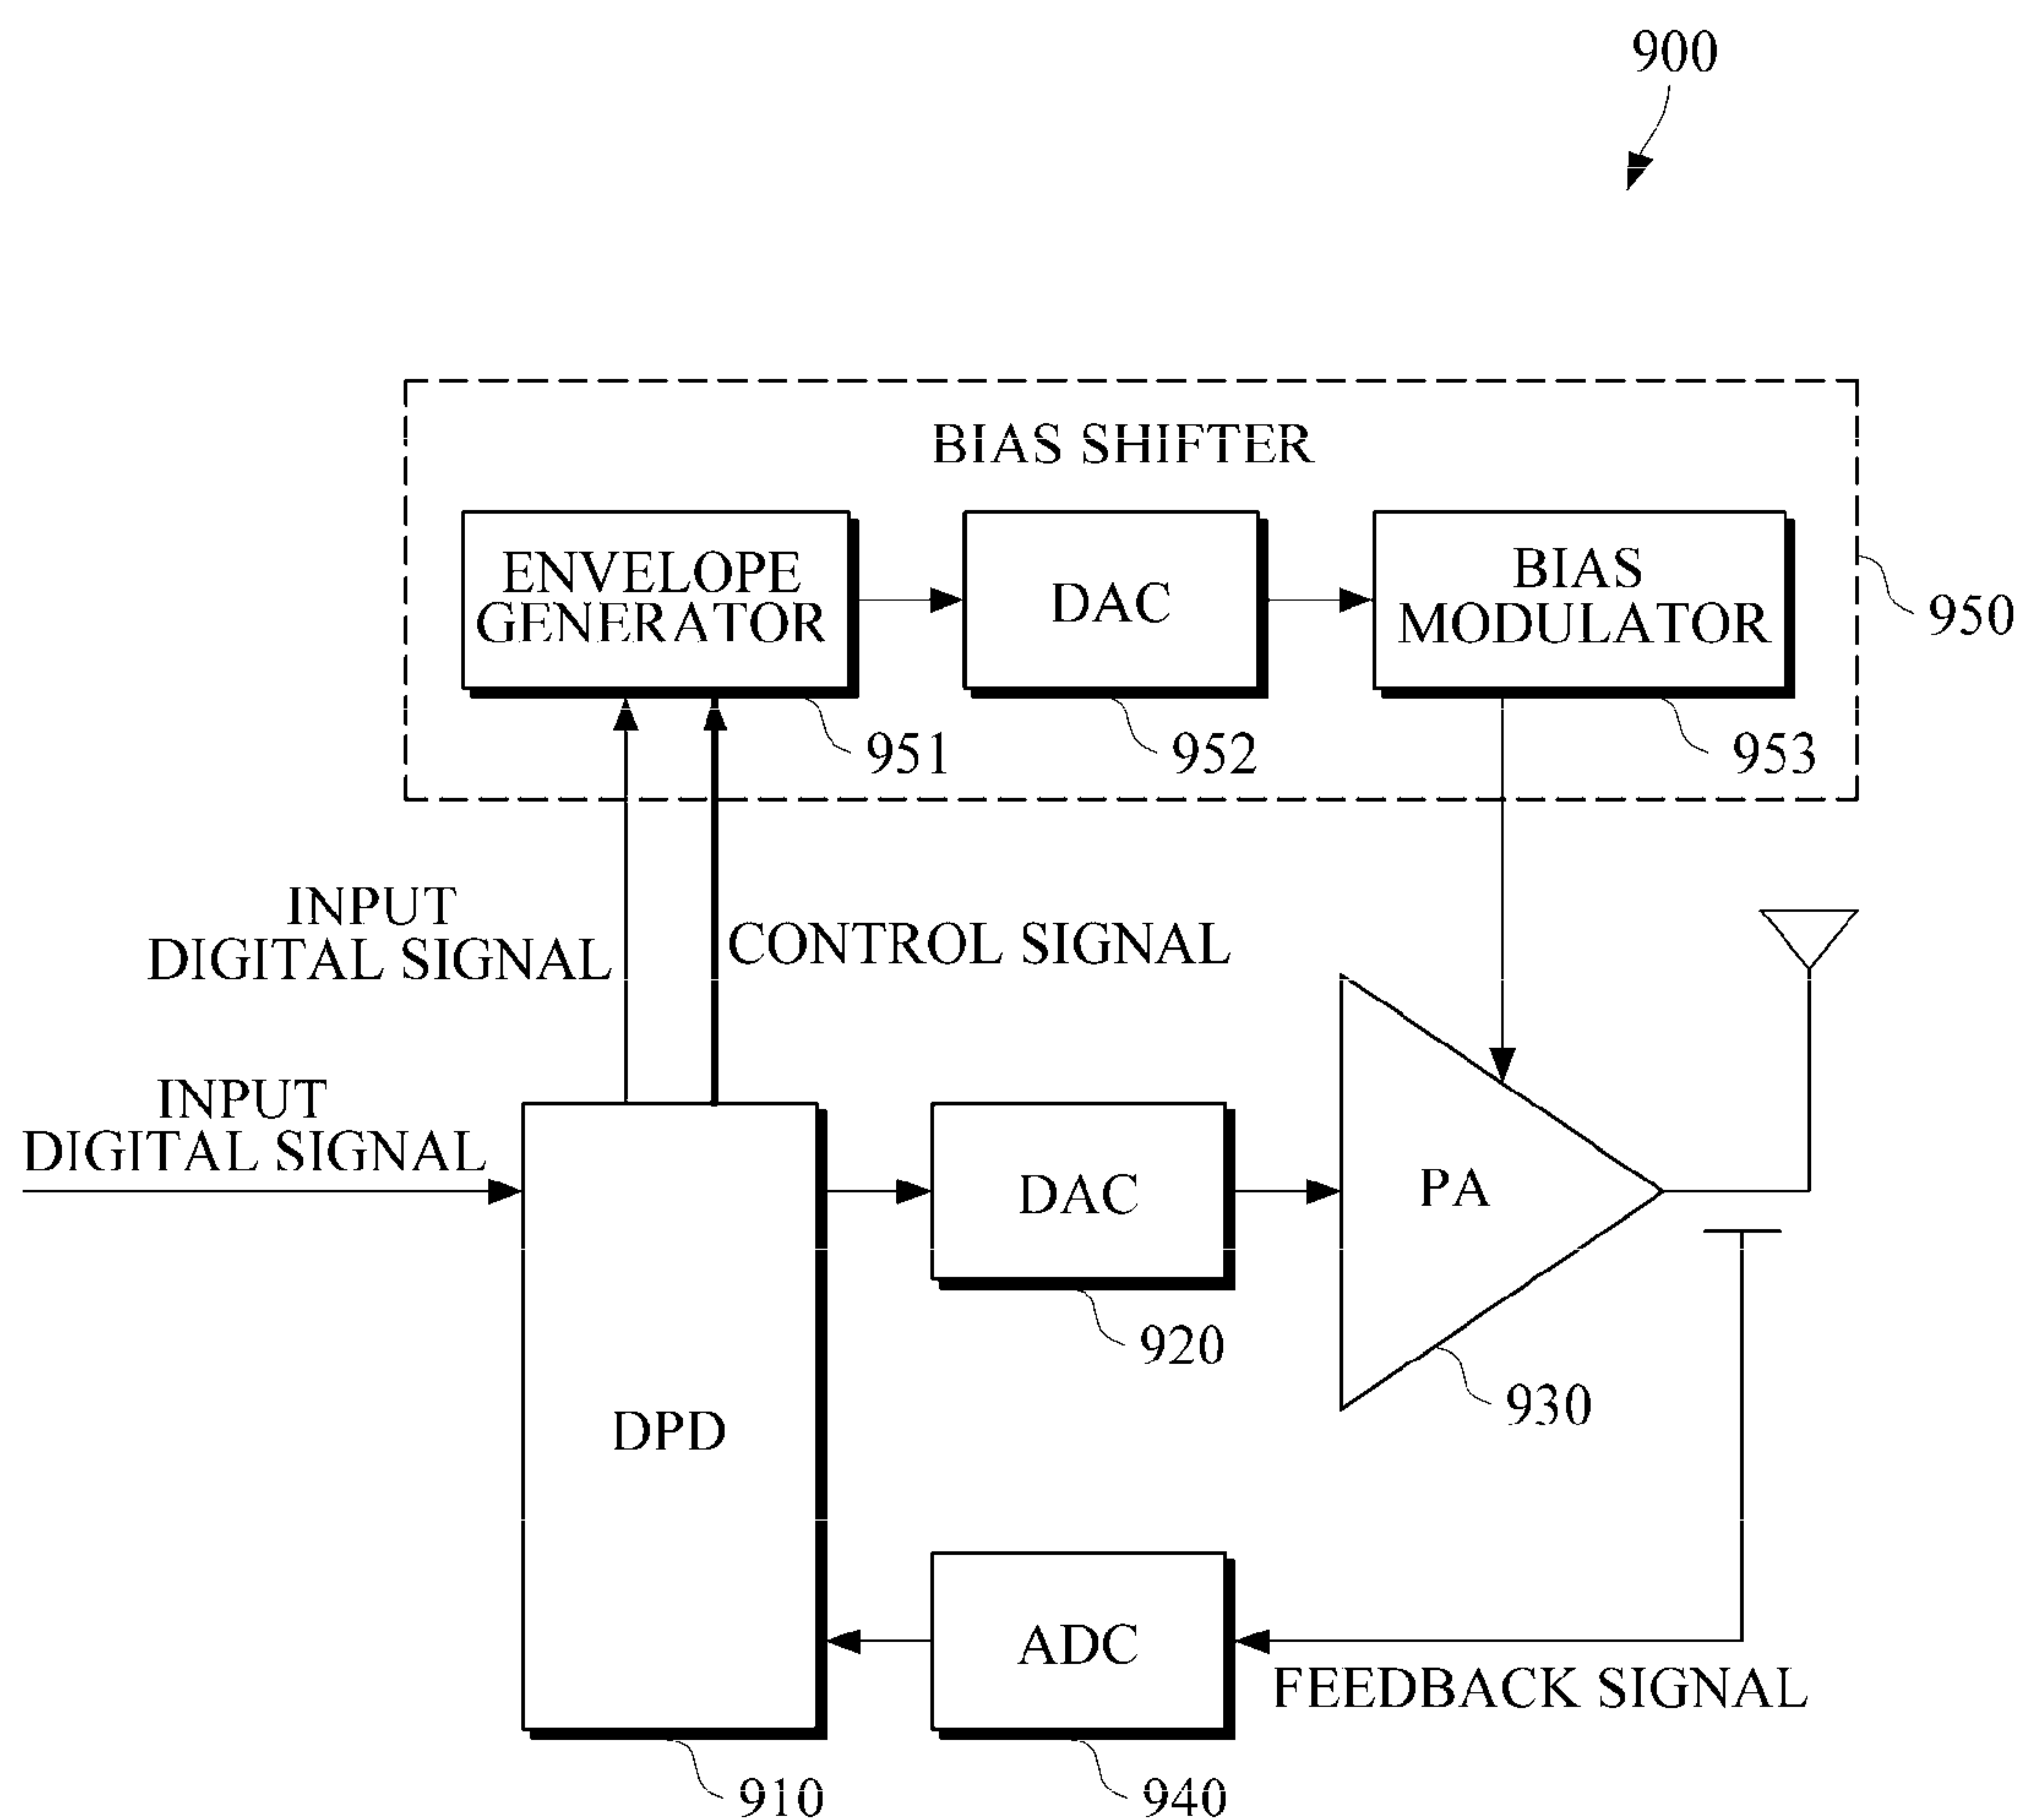 900
BIAS SHIFTER
ENVELOPE
GENERATOR
DAC
BIAS
MODULATOR
950
951
952
953
INPUT
DIGITAL SIGNAL
CONTROL SIGNAL
INPUT
DIGITAL SIGNAL
DAC
PA
920
930
DPD
ADC
FEEDBACK SIGNAL
910
940